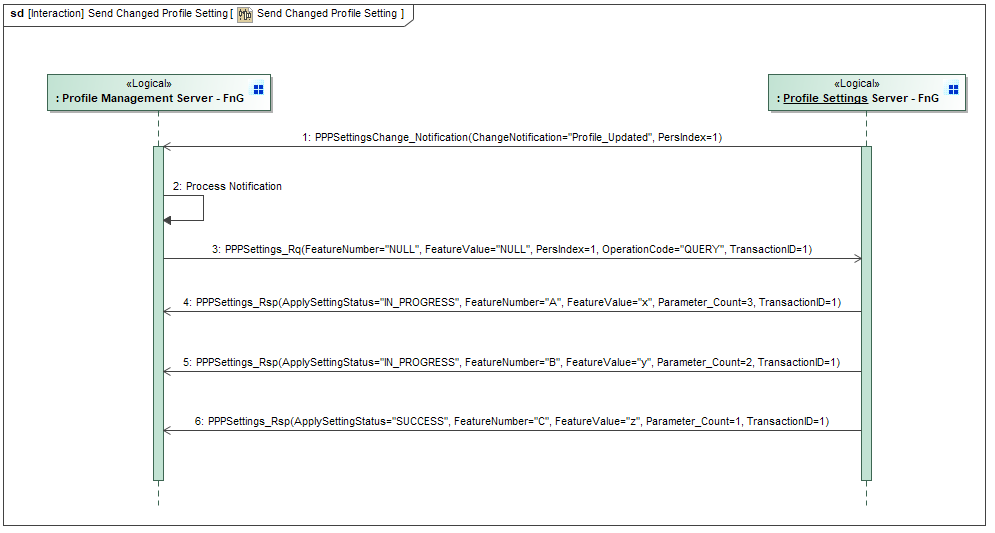 sd [Interaction] Send Changed Profile Setting [ Send Changed Profile Setting ]
«Logical»
: Profile Management Server - FnG
«Logical»
: Profile Settings Server - FnG
1: PPPSettingsChange_Notification(ChangeNotification="Profile_Updated", PersIndex=1)
2: Process Notification
3: PPPSettings_Rq(FeatureNumber="NULL", FeatureValue="NULL", PersIndex=1, OperationCode="QUERY", TransactionID=1)
4: PPPSettings_Rsp(ApplySettingStatus="IN_PROGRESS", FeatureNumber="A", FeatureValue="x", Parameter_Count=3, TransactionID=1)
5: PPPSettings_Rsp(ApplySettingStatus="IN_PROGRESS", FeatureNumber="B", FeatureValue="y", Parameter_Count=2, TransactionID=1)
6: PPPSettings_Rsp(ApplySettingStatus="SUCCESS", FeatureNumber="C", FeatureValue="z", Parameter_Count=1, TransactionID=1)